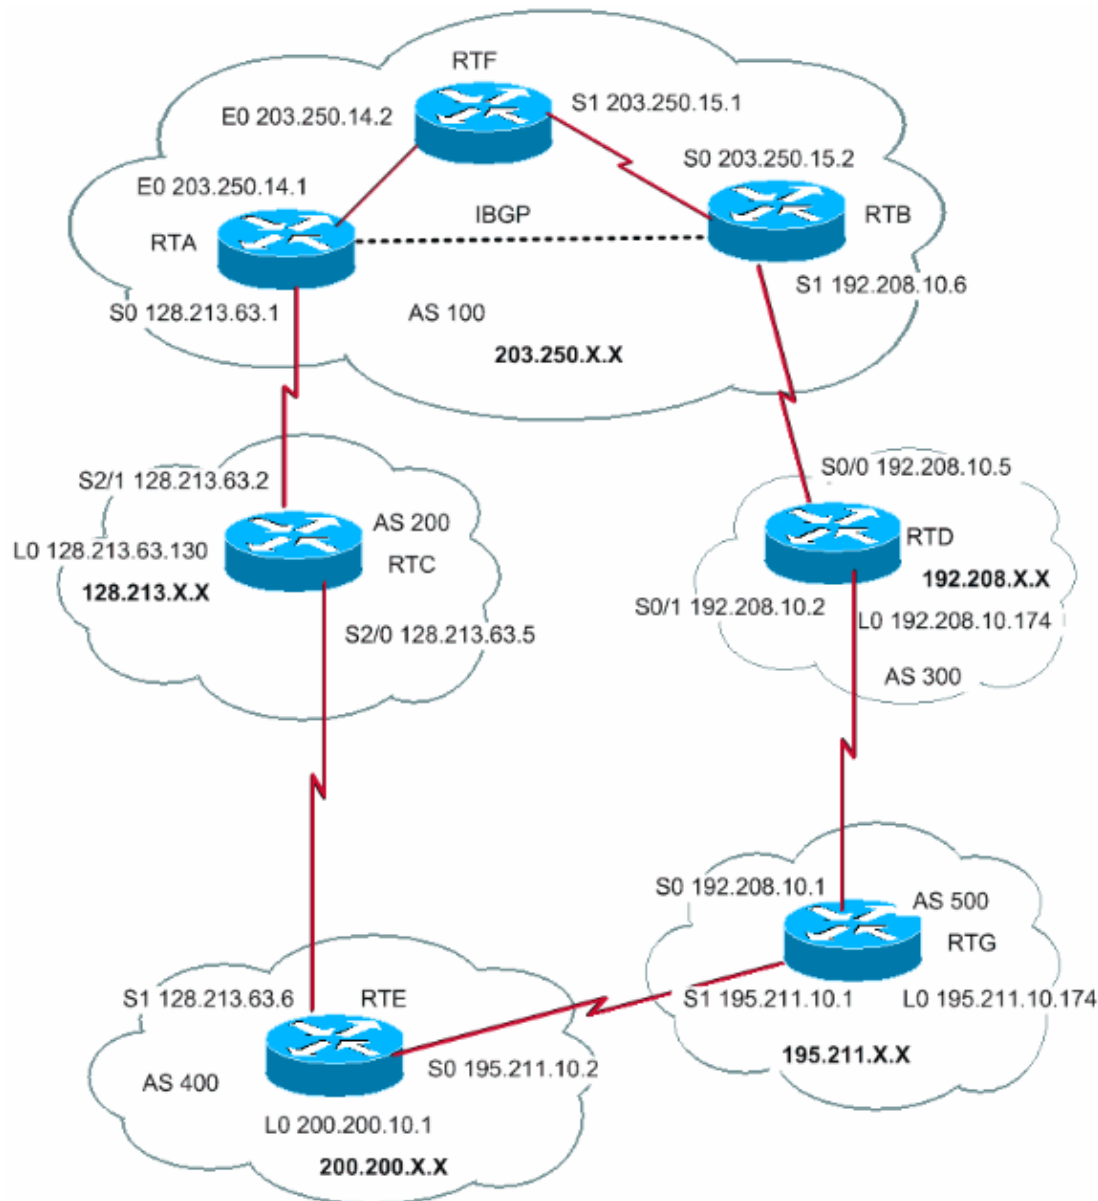 RTF
S1 203.250.15.1
E0 203.250.14.2
S0 203.250.15.2
E0 203.250.14.1
IBGP
RTB
RTA
S1 192.208.10.6
S0 128.213.63.1
AS 100
203.250.X.X
S0/0 192.208.10.5
S2/1 128.213.63.2
AS 200
RTD
L0 128.213.63.130
RTC
192.208.X.X
128.213.X.X
S0/1 192.208.10.2
L0 192.208.10.174
S2/0 128.213.63.5
AS 300
S0 192.208.10.1
AS 500
RTG
S1 128.213.63.6
RTE
S1 195.211.10.1
L0 195.211.10.174
195.211.X.X
S0 195.211.10.2
AS 400
L0 200.200.10.1
200.200.X.X